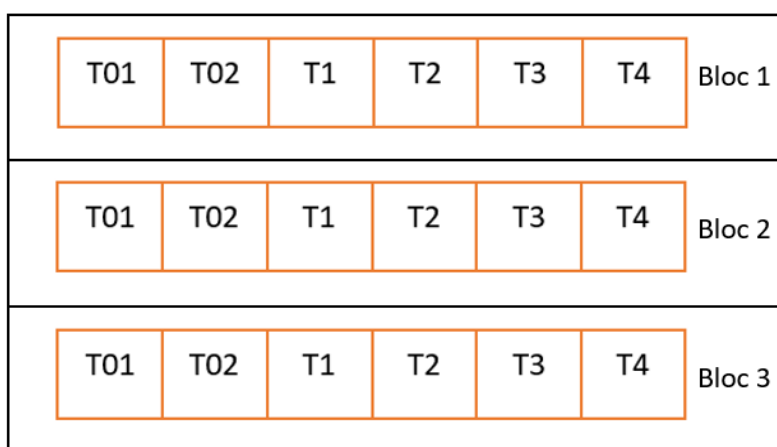 T01 T02 T1 T2 T3 T4 Bloc 1
T01 T02 T1 T2 T3 T4 Bloc 2
T01 T02 T1 T2 T3 T4 Bloc 3